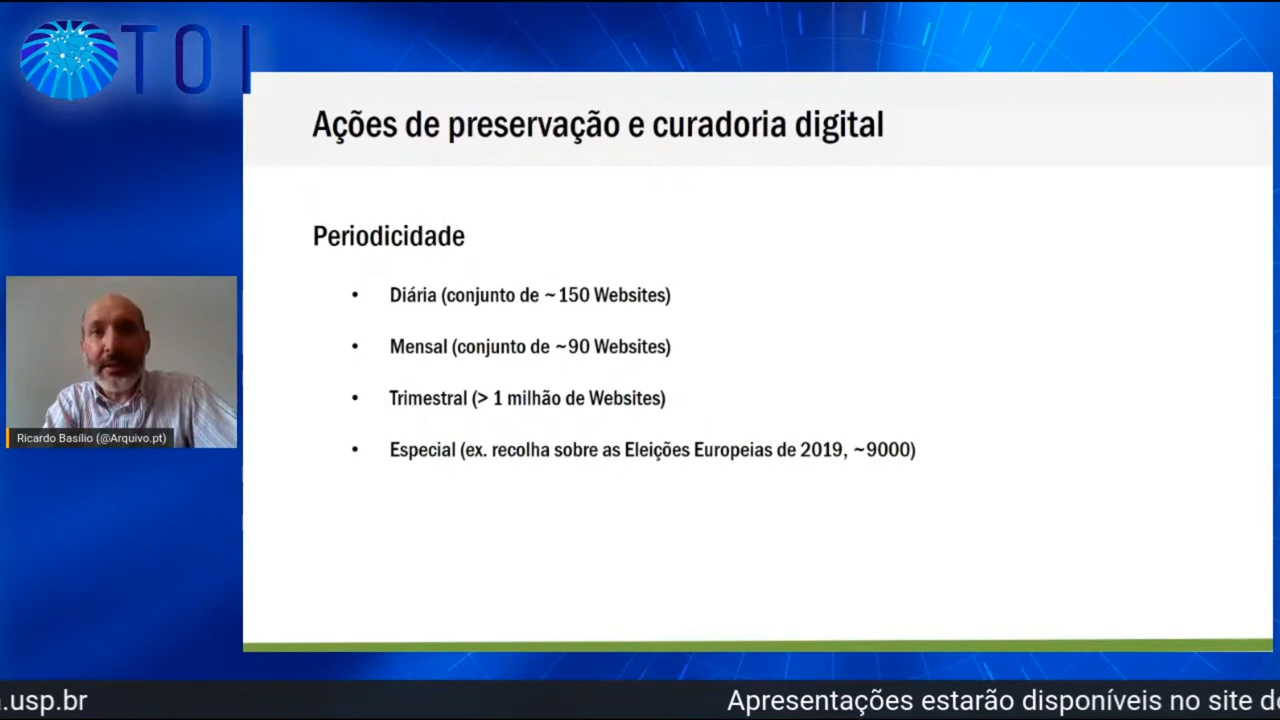 TOI
Ações de preservação e curadoria digital
Periodicidade
• Diária (conjunto de ~150 Websites)
• Mensal (conjunto de ~90 Websites)
• Trimestral (> 1 milhão de Websites)
• Especial (ex. recolha sobre as Eleições Europeias de 2019, ~9000)
Ricardo Basílio (@Arquivo.pt)
.usp.br
Apresentações estarão disponíveis no site